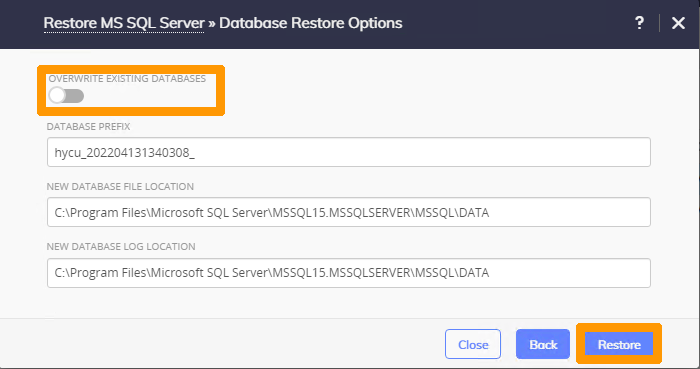 Restore MS SQL Server » Database Restore Options ?
OVERWRITE EXISTING DATABASES
DATABASE PREFIX
hycu_202204131340308_
NEW DATABASE FILE LOCATION
C:\Program Files\Microsoft SQL Server\MSSQL15.MSSQLSERVER\MSSQL\DATA
NEW DATABASE LOG LOCATION
C:\Program Files\Microsoft SQL Server\MSSQL15.MSSQLSERVER\MSSQL\DATA
Close Back Restore